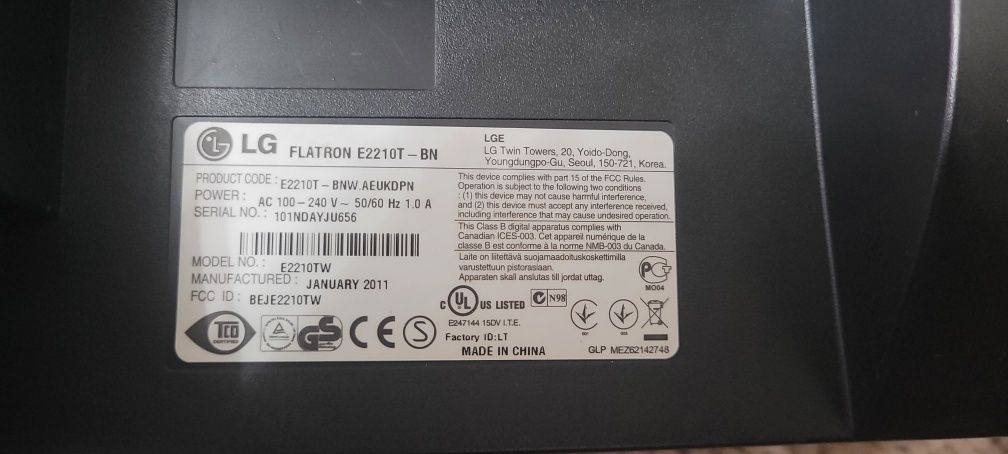 LG FLATRON E2210T-BN
LGE
LG Twin Towers, 20, Yoido-Dong,
Youngdungpo-Gu, Seoul, 150-721, Korea.
PRODUCT CODE : E2210T-BNW.AEUKDPN
POWER : AC 100-240 V~ 50/60 Hz 1.0 A
SERIAL NO. : 101NDAYJU656
MODEL NO. : E2210TW
MANUFACTURED : JANUARY 2011
FCC ID : BEJE2210TW
This device complies with part 15 of the FCC Rules.
Operation is subject to the following two conditions
: (1) this device may not cause harmful interference,
and (2) this device must accept any interference received,
including interference that may cause undesired operation.
This Class B digital apparatus complies with
Canadian ICES-003. Cet appareil numérique de la
classe B est conforme à la norme NMB-003 du Canada.
Laite on liitettävä suojamaadoituskoskettimilla
varustettuun pistorasiaan.
Apparaten skall anslutas till jordat uttag.
MO04
C UL US LISTED
N98
E247144 15DV I.T.E.
TCO
CERTIFIED
GS
CE
S
Factory ID:LT
MADE IN CHINA
GLP MEZ62142748